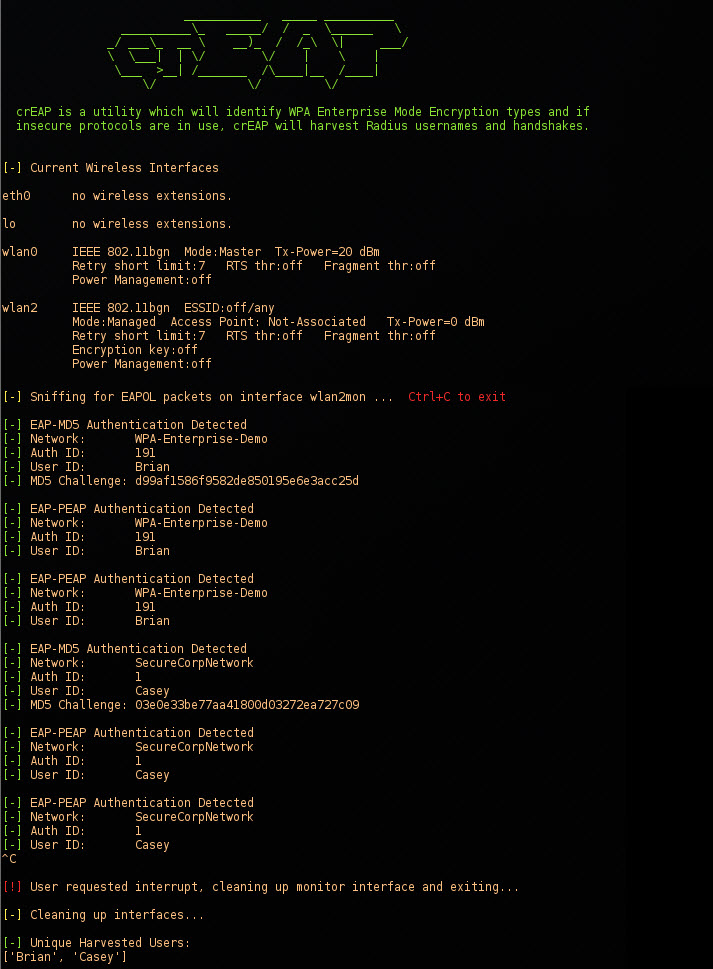 crEAP is a utility which will identify WPA Enterprise Mode Encryption types and if
insecure protocols are in use, crEAP will harvest Radius usernames and handshakes.
[-] Current Wireless Interfaces
eth0      no wireless extensions.
lo        no wireless extensions.
wlan0     IEEE 802.11bgn  Mode:Master  Tx-Power=20 dBm
          Retry short limit:7   RTS thr:off   Fragment thr:off
          Power Management:off
wlan2     IEEE 802.11bgn  ESSID:off/any
          Mode:Managed  Access Point: Not-Associated   Tx-Power=0 dBm
          Retry short limit:7   RTS thr:off   Fragment thr:off
          Encryption key:off
          Power Management:off
[-] Sniffing for EAPOL packets on interface wlan2mon ...  Ctrl+C to exit
[-] EAP-MD5 Authentication Detected
[-] Network:       WPA-Enterprise-Demo
[-] Auth ID:       191
[-] User ID:       Brian
[-] MD5 Challenge: d99af1586f9582de850195e6e3acc25d
[-] EAP-PEAP Authentication Detected
[-] Network:       WPA-Enterprise-Demo
[-] Auth ID:       191
[-] User ID:       Brian
[-] EAP-PEAP Authentication Detected
[-] Network:       WPA-Enterprise-Demo
[-] Auth ID:       191
[-] User ID:       Brian
[-] EAP-MD5 Authentication Detected
[-] Network:       SecureCorpNetwork
[-] Auth ID:       1
[-] User ID:       Casey
[-] MD5 Challenge: 03e0e33be77aa41800d03272ea727c09
[-] EAP-PEAP Authentication Detected
[-] Network:       SecureCorpNetwork
[-] Auth ID:       1
[-] User ID:       Casey
[-] EAP-PEAP Authentication Detected
[-] Network:       SecureCorpNetwork
[-] Auth ID:       1
[-] User ID:       Casey
^C
[!] User requested interrupt, cleaning up monitor interface and exiting...
[-] Cleaning up interfaces...
[-] Unique Harvested Users:
['Brian', 'Casey']